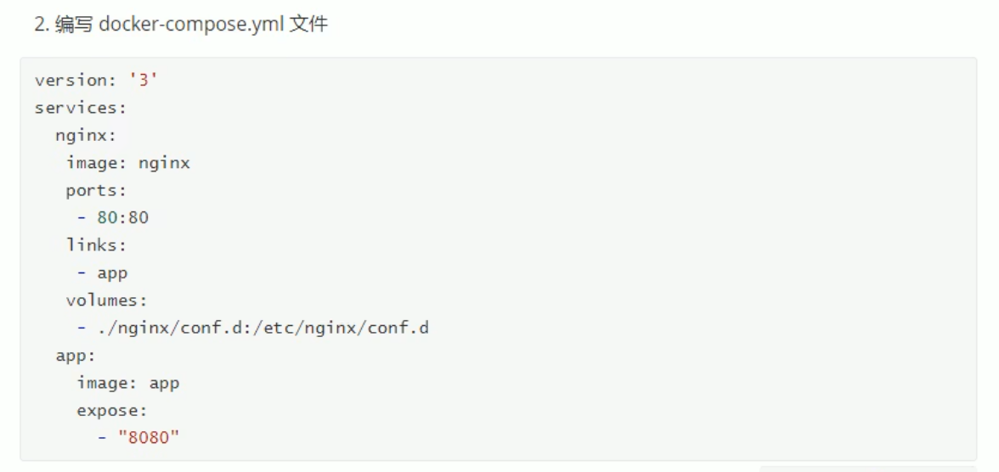 2. 编写 docker-compose.yml 文件
version: '3'
services:
  nginx:
   image: nginx
   ports:
    - 80:80
   links:
    - app
   volumes:
    - ./nginx/conf.d:/etc/nginx/conf.d
  app:
    image: app
    expose:
      - "8080"